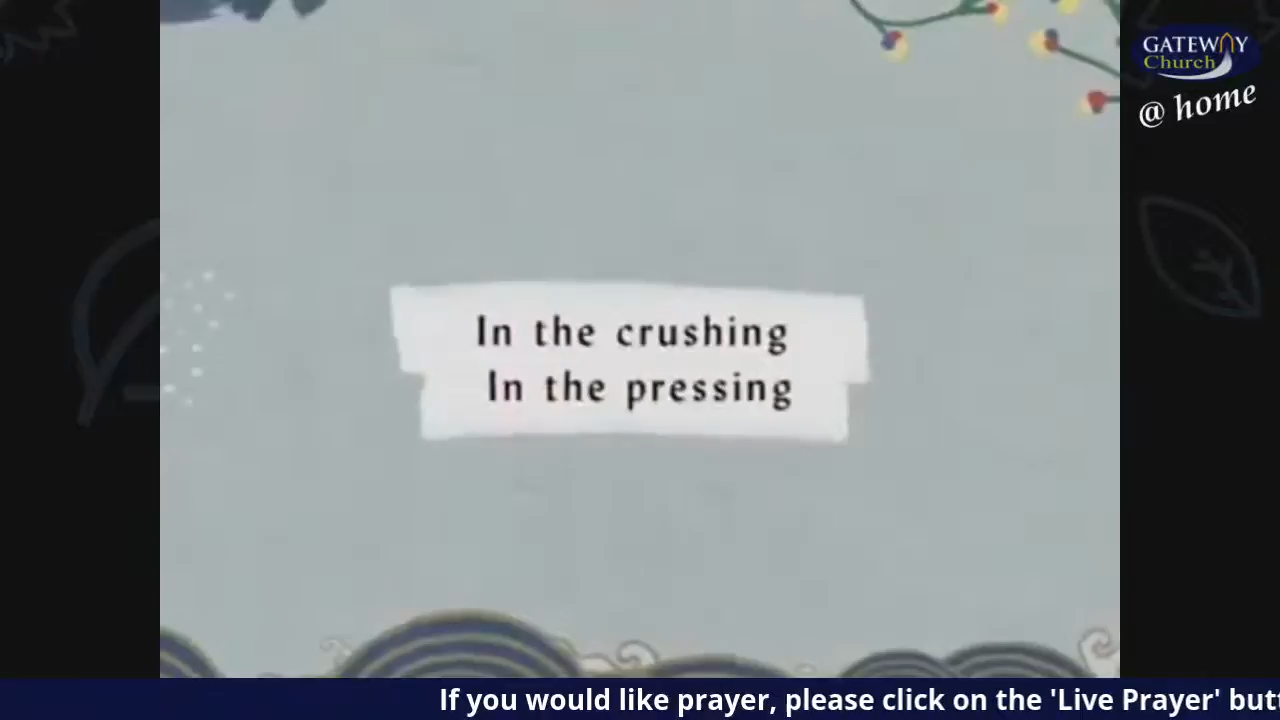 GATEWAY
Church
@ home
In the crushing
In the pressing
If you would like prayer, please click on the 'Live Prayer' but